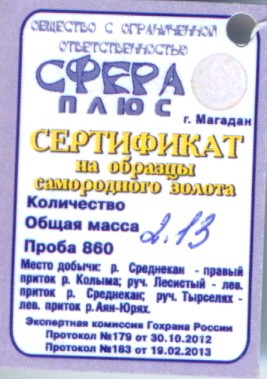 ОБЩЕСТВО С ОГРАНИЧЕННОЙ
ОТВЕТСТВЕННОСТЬЮ
СФЕРА
ПЛЮС
г. Магадан
СЕРТИФИКАТ
на образцы
самородного золота
Количество
Общая масса 2.13
Проба 860
Место добычи: р. Среднекан - правый
приток р. Колыма; руч. Лесистый - лев.
приток р. Среднекан; руч. Тырселях -
лев. приток р.Аян-Юрях.
Экспертная комиссия Гохрана России
Протокол №179 от 30.10.2012
Протокол №183 от 19.02.2013